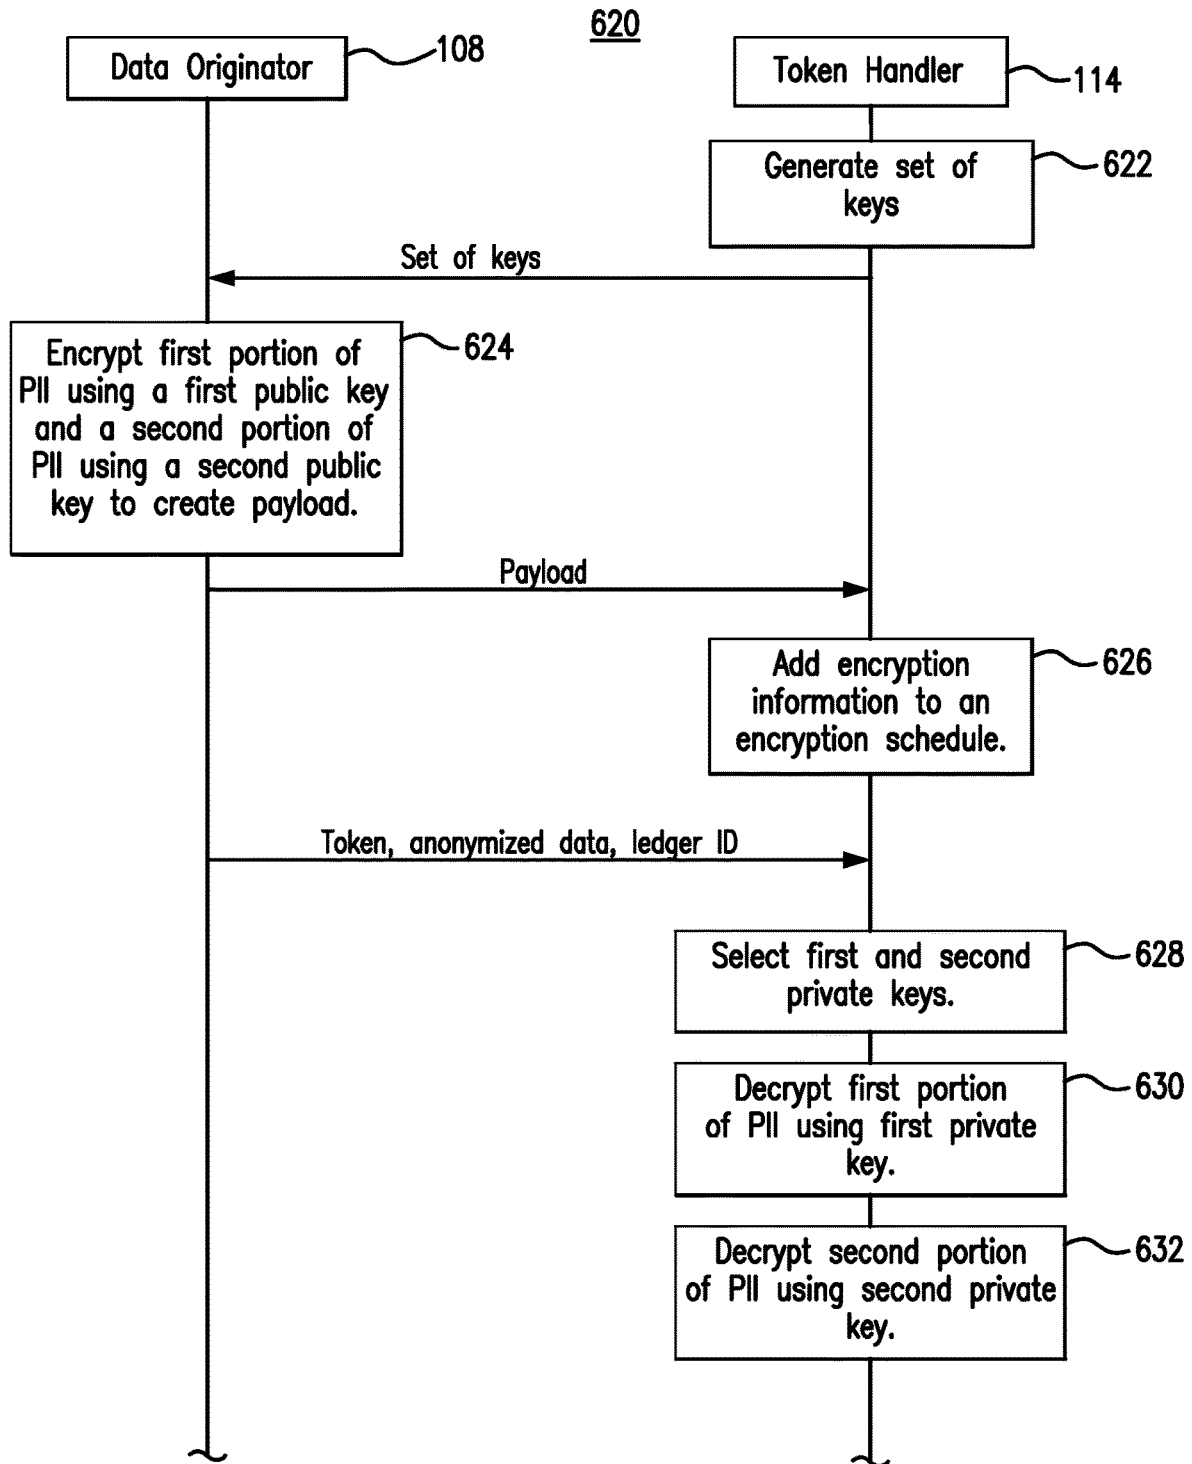 620
Data Originator
108
Token Handler
114
Generate set of
keys
622
Set of keys
Encrypt first portion of
PII using a first public key
and a second portion of
PII using a second public
key to create payload.
624
Payload
Add encryption
information to an
encryption schedule.
626
Token, anonymized data, ledger ID
Select first and second
private keys.
628
Decrypt first portion
of PII using first private
key.
630
Decrypt second portion
of PII using second private
key.
632